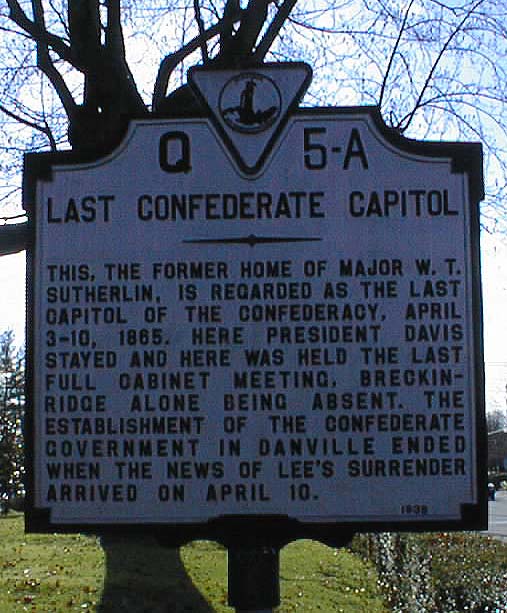 Q 5-A
LAST CONFEDERATE CAPITOL
THIS, THE FORMER HOME OF MAJOR W. T.
SUTHERLIN, IS REGARDED AS THE LAST
CAPITOL OF THE CONFEDERACY, APRIL
3-10, 1865. HERE PRESIDENT DAVIS
STAYED AND HERE WAS HELD THE LAST
FULL CABINET MEETING, BRECKIN-
RIDGE ALONE BEING ABSENT. THE
ESTABLISHMENT OF THE CONFEDERATE
GOVERNMENT IN DANVILLE ENDED
WHEN THE NEWS OF LEE'S SURRENDER
ARRIVED ON APRIL 10.